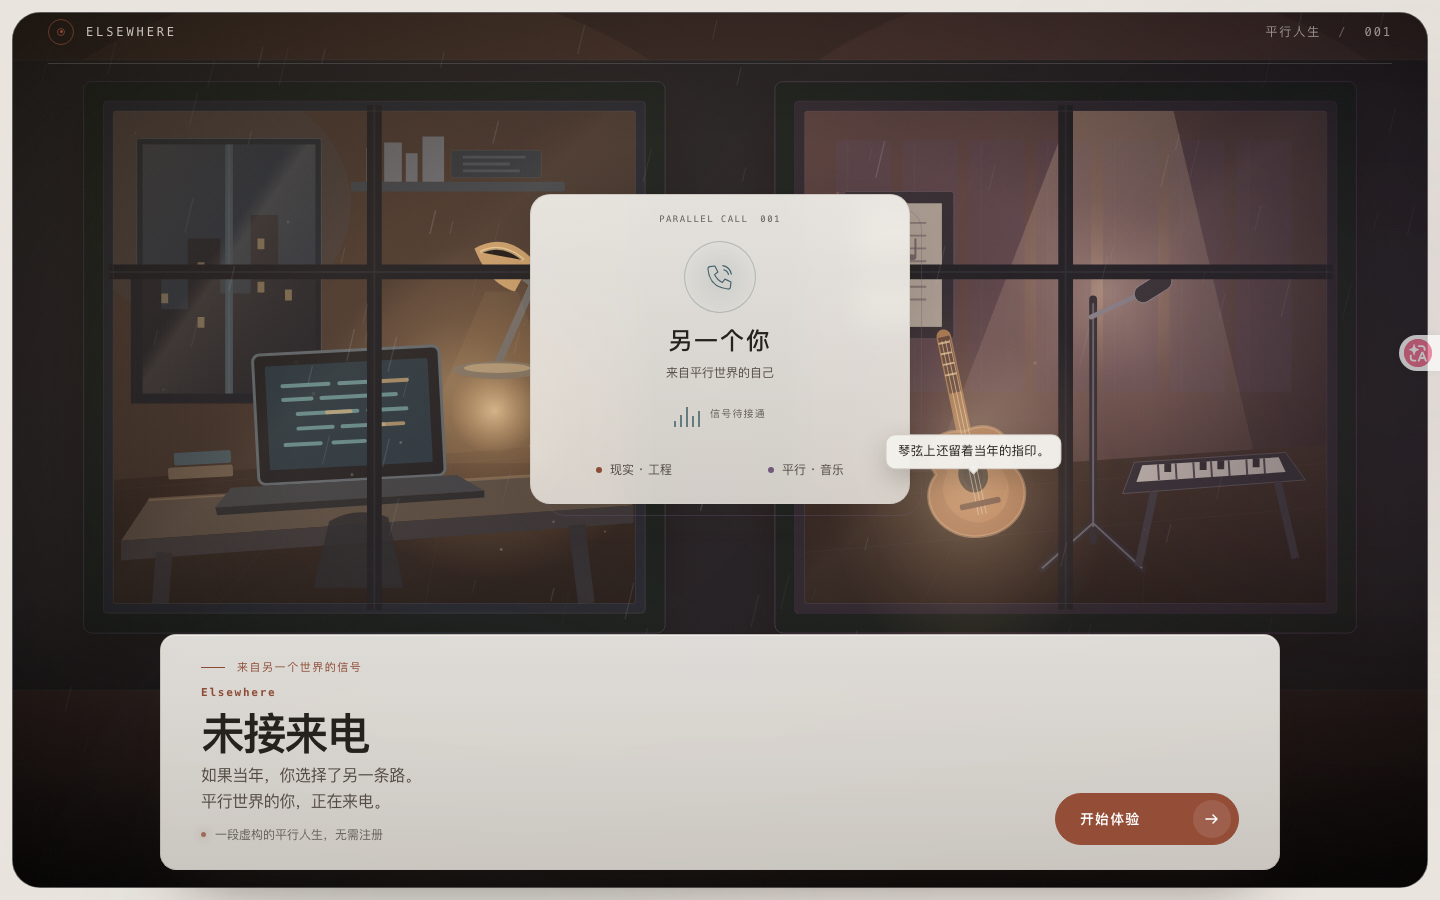 ELSEWHERE
平行人生 / 001
PARALLEL CALL 001
另一个你
来自平行世界的自己
信号待接通
现实 · 工程
平行 · 音乐
琴弦上还留着当年的指印。
来自另一个世界的信号
Elsewhere
未接来电
如果当年，你选择了另一条路。
平行世界的你，正在来电。
一段虚构的平行人生，无需注册
开始体验